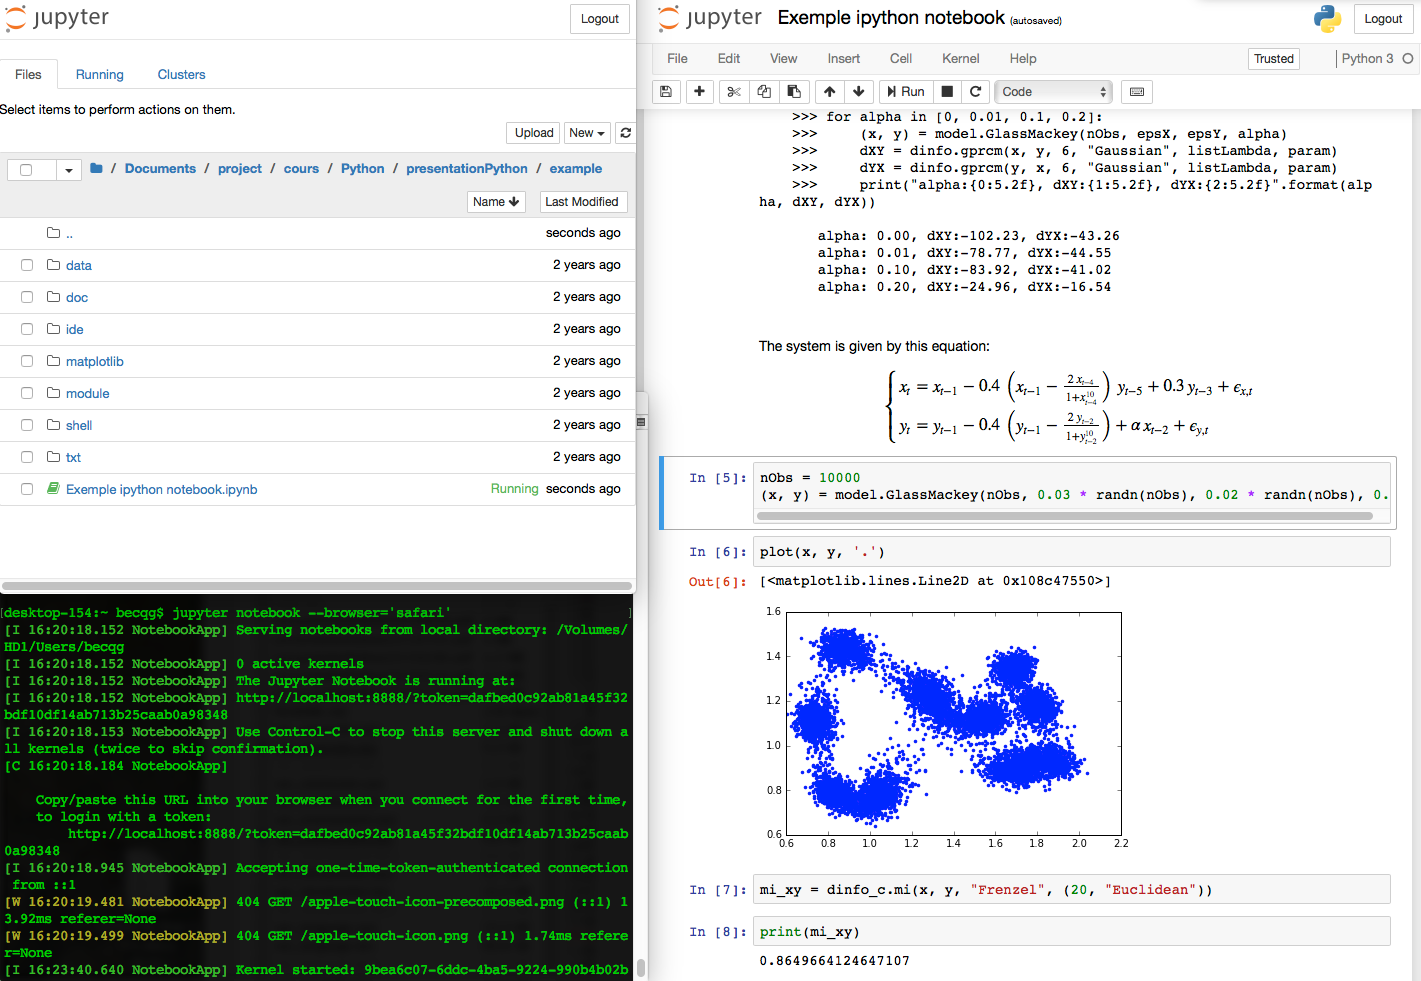 jupyter
Logout
Files Running Clusters
Select items to perform actions on them.
Upload New
/ Documents / project / cours / Python / presentationPython / example
Name Last Modified
.. seconds ago
data 2 years ago
doc 2 years ago
ide 2 years ago
matplotlib 2 years ago
module 2 years ago
shell 2 years ago
txt 2 years ago
Exemple ipython notebook.ipynb Running seconds ago
[desktop-154:~ becqg$ jupyter notebook --browser='safari' ]
[I 16:20:18.152 NotebookApp] Serving notebooks from local directory: /Volumes/
HD1/Users/becqg
[I 16:20:18.152 NotebookApp] 0 active kernels
[I 16:20:18.152 NotebookApp] The Jupyter Notebook is running at:
[I 16:20:18.152 NotebookApp] http://localhost:8888/?token=dafbed0c92ab81a45f32
bdf10df14ab713b25caab0a98348
[I 16:20:18.153 NotebookApp] Use Control-C to stop this server and shut down a
ll kernels (twice to skip confirmation).
[C 16:20:18.184 NotebookApp]
Copy/paste this URL into your browser when you connect for the first time,
to login with a token:
http://localhost:8888/?token=dafbed0c92ab81a45f32bdf10df14ab713b25caab
0a98348
[I 16:20:18.945 NotebookApp] Accepting one-time-token-authenticated connection
from ::1
[W 16:20:19.481 NotebookApp] 404 GET /apple-touch-icon-precomposed.png (::1) 1
3.92ms referer=None
[W 16:20:19.499 NotebookApp] 404 GET /apple-touch-icon.png (::1) 1.74ms refere
r=None
[I 16:23:40.640 NotebookApp] Kernel started: 9bea6c07-6ddc-4ba5-9224-990b4b02b
jupyter Exemple ipython notebook (autosaved)
Logout
File Edit View Insert Cell Kernel Help Trusted Python 3
Run Code
>>> for alpha in [0, 0.01, 0.1, 0.2]:
>>>     (x, y) = model.GlassMackey(nObs, epsX, epsY, alpha)
>>>     dXY = dinfo.gprcm(x, y, 6, "Gaussian", listLambda, param)
>>>     dYX = dinfo.gprcm(y, x, 6, "Gaussian", listLambda, param)
>>>     print("alpha:{0:5.2f}, dXY:{1:5.2f}, dYX:{2:5.2f}".format(alp
ha, dXY, dYX))
alpha: 0.00, dXY:-102.23, dYX:-43.26
alpha: 0.01, dXY:-78.77, dYX:-44.55
alpha: 0.10, dXY:-83.92, dYX:-41.02
alpha: 0.20, dXY:-24.96, dYX:-16.54
The system is given by this equation:
{ x_t = x_{t−1} − 0.4 (x_{t−1} − 2 x_{t−4} / 1+x_{t−4}^{10}) y_{t−5} + 0.3 y_{t−3} + ϵ_{x,t}
y_t = y_{t−1} − 0.4 (y_{t−1} − 2 y_{t−2} / 1+y_{t−2}^{10}) + α x_{t−2} + ϵ_{y,t}
In [5]: nObs = 10000
(x, y) = model.GlassMackey(nObs, 0.03 * randn(nObs), 0.02 * randn(nObs), 0.
In [6]: plot(x, y, '.')
Out[6]: [<matplotlib.lines.Line2D at 0x108c47550>]
1.6
1.4
1.2
1.0
0.8
0.6
0.6 0.8 1.0 1.2 1.4 1.6 1.8 2.0 2.2
In [7]: mi_xy = dinfo_c.mi(x, y, "Frenzel", (20, "Euclidean"))
In [8]: print(mi_xy)
0.8649664124647107